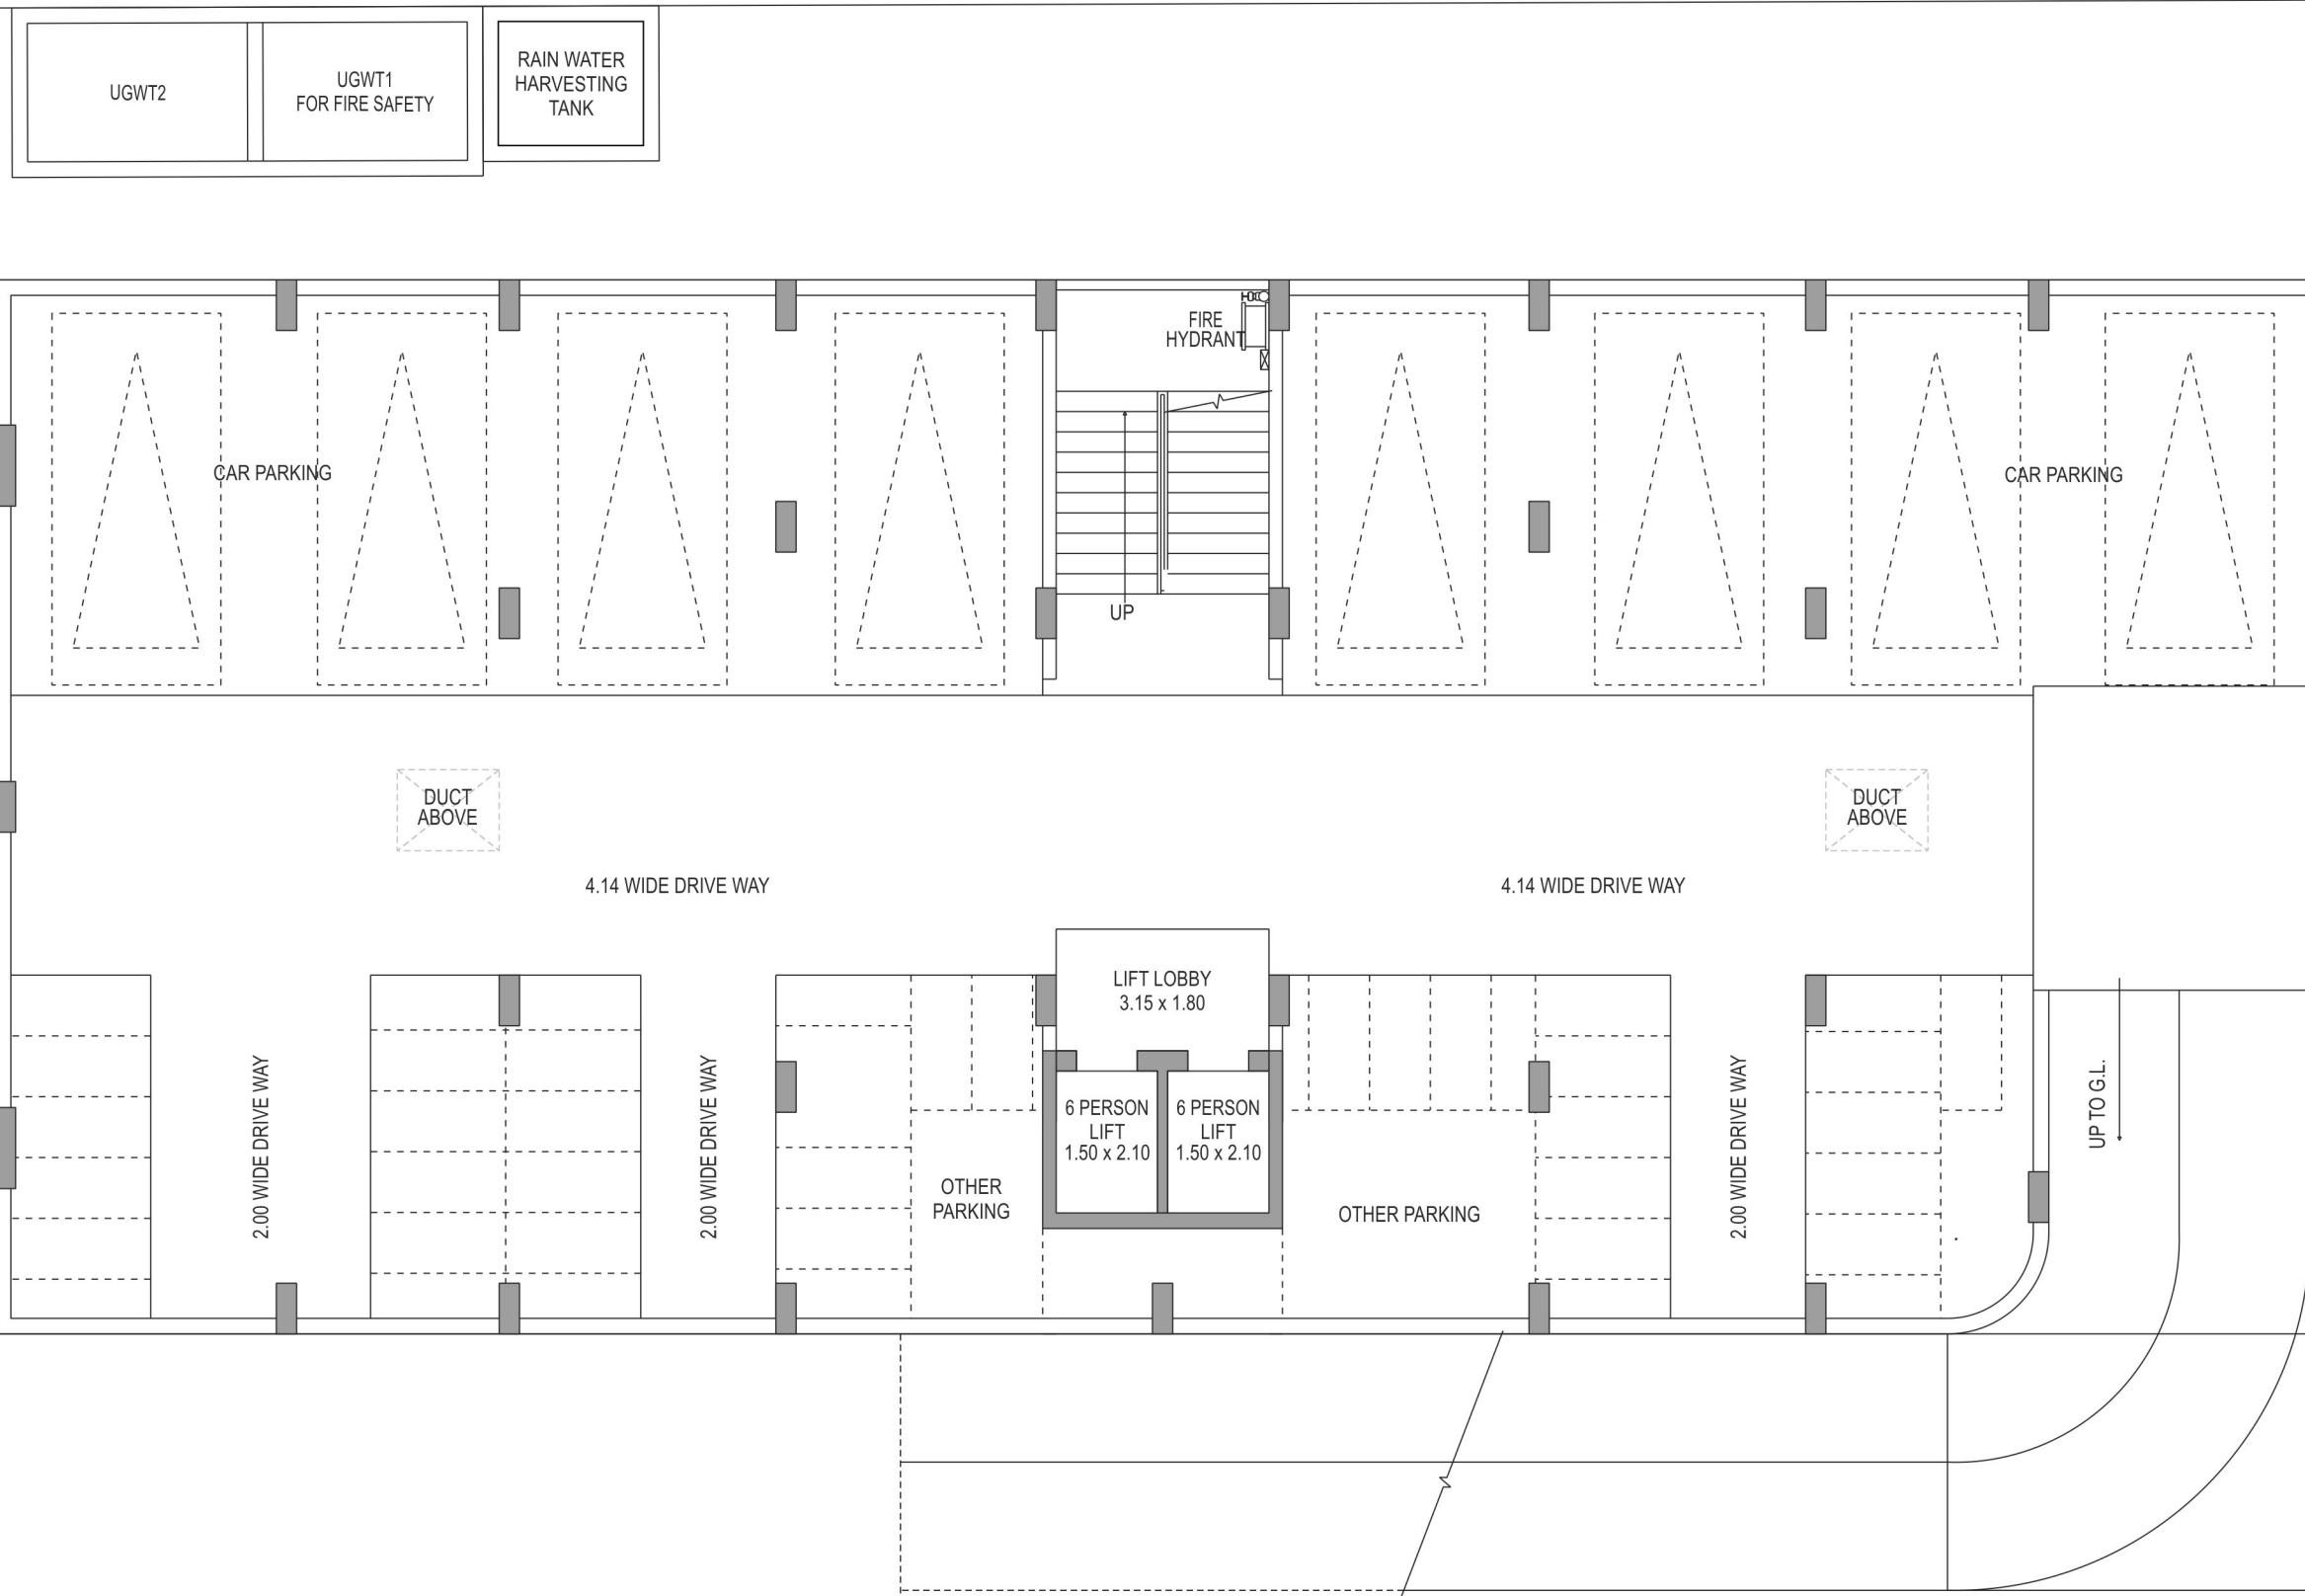 UGWT2
UGWT1
FOR FIRE SAFETY
RAIN WATER
HARVESTING
TANK
FIRE
HYDRANT
CAR PARKING
CAR PARKING
UP
DUCT
ABOVE
DUCT
ABOVE
4.14 WIDE DRIVE WAY
4.14 WIDE DRIVE WAY
LIFT LOBBY
3.15 x 1.80
2.00 WIDE DRIVE WAY
2.00 WIDE DRIVE WAY
6 PERSON
LIFT
1.50 x 2.10
6 PERSON
LIFT
1.50 x 2.10
2.00 WIDE DRIVE WAY
UP TO G.L.
OTHER
PARKING
OTHER PARKING